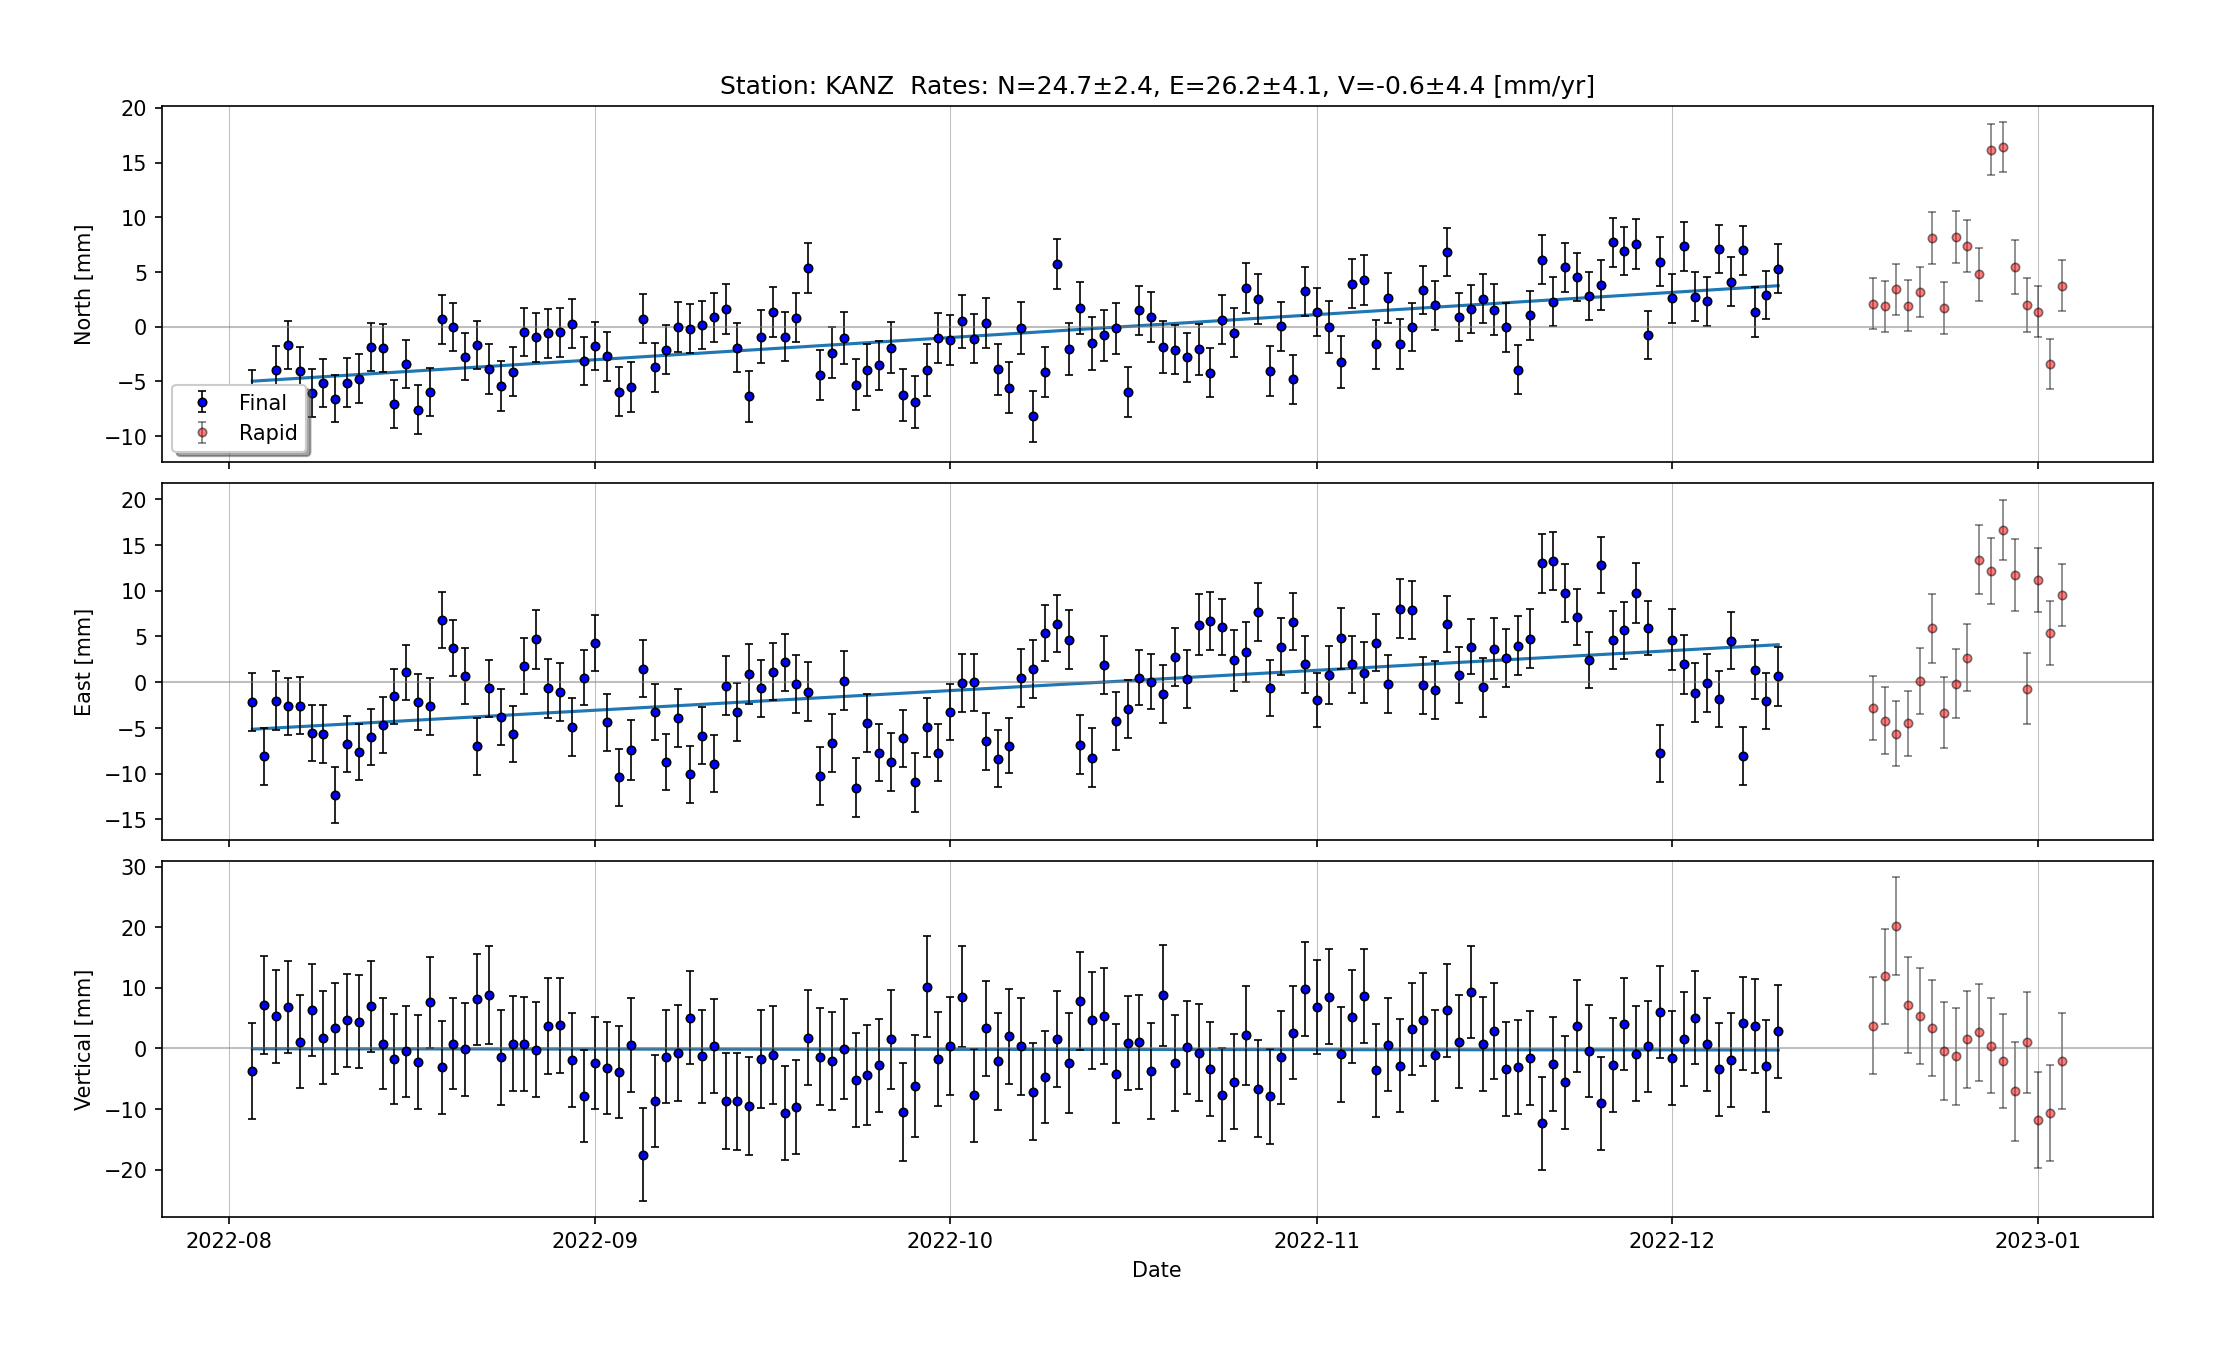 Station: KANZ  Rates: N=24.7±2.4, E=26.2±4.1, V=-0.6±4.4 [mm/yr]
20
15
10
5
0
−5
−10
North [mm]
Final
Rapid
20
15
10
5
0
−5
−10
−15
East [mm]
30
20
10
0
−10
−20
Vertical [mm]
2022-08 2022-09 2022-10 2022-11 2022-12 2023-01
Date